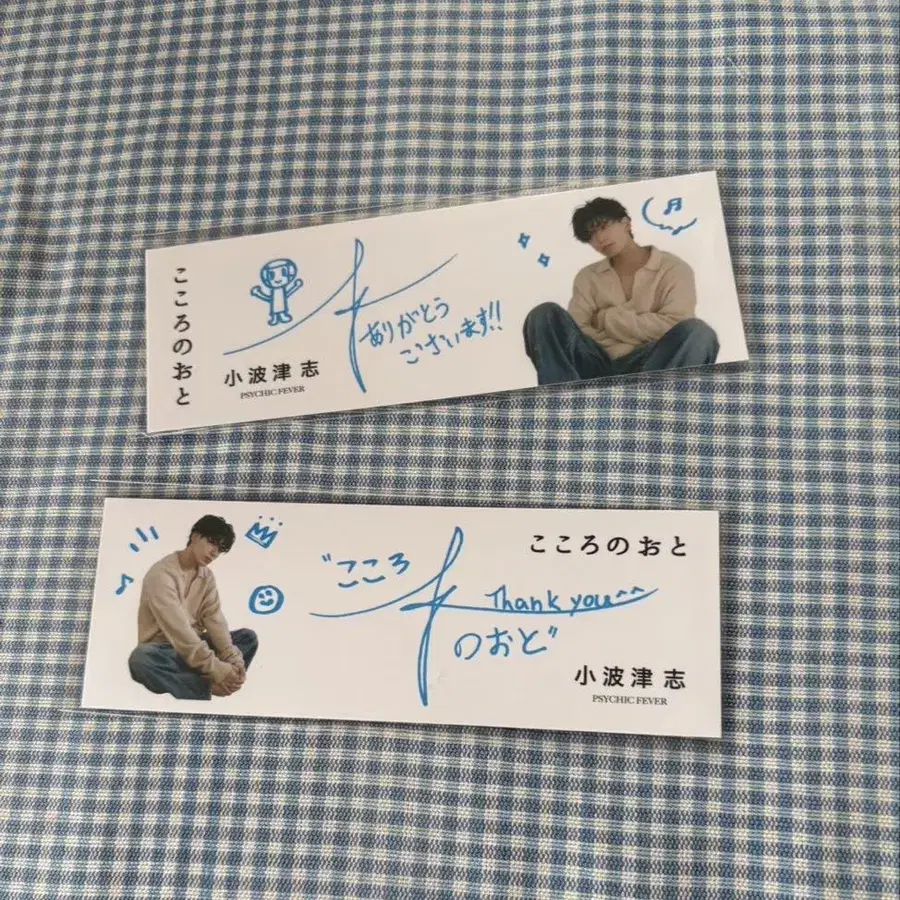 こころのおと
ありがとう
ございます!!
小波津 志
PSYCHIC FEVER
こころのおと
"こころ
Thank you^^
のおと"
小波津 志
PSYCHIC FEVER